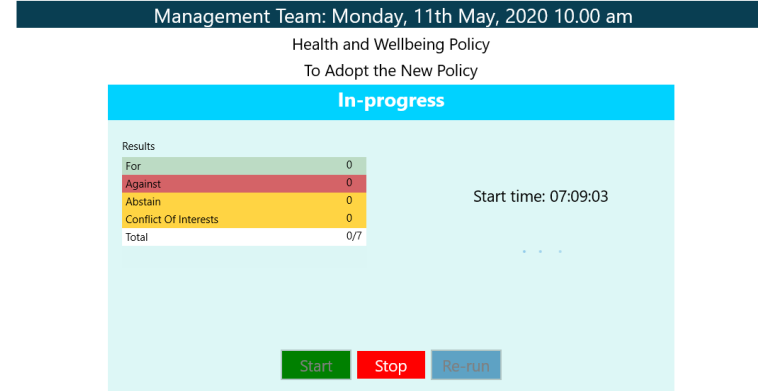 Management Team: Monday, 11th May, 2020 10.00 am
Health and Wellbeing Policy
To Adopt the New Policy
In-progress
Results
For 0
Against 0
Abstain 0
Conflict Of Interests 0
Total 0/7
Start time: 07:09:03
Start Stop Re-run